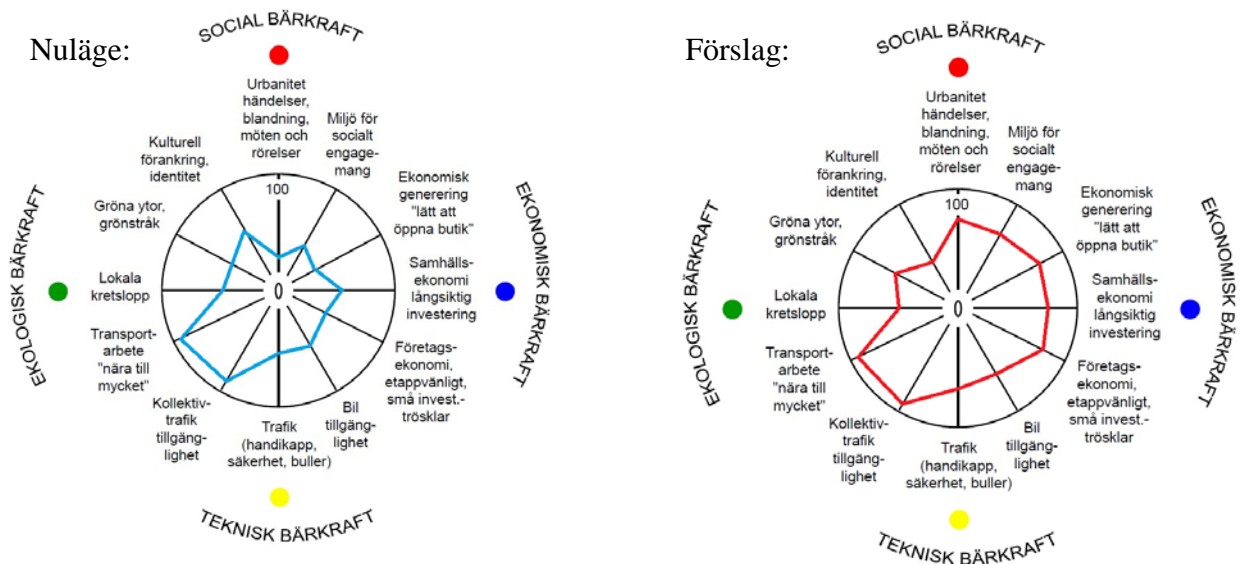 Nuläge:
SOCIAL BÄRKRAFT
Urbanitet
händelser,
blandning,
möten och
rörelser
Miljö för
socialt
engage-
mang
Ekonomisk
generering
"lätt att
öppna butik"
EKONOMISK BÄRKRAFT
Samhälls-
ekonomi
långsiktig
investering
Företags-
ekonomi,
etappvänligt,
små invest.-
trösklar
Bil
tillgäng-
lighet
Trafik
(handikapp,
säkerhet, buller)
TEKNISK BÄRKRAFT
Kollektiv-
trafik
tillgäng-
lighet
Transport-
arbete
"nära till
mycket"
Lokala
kretslopp
EKOLOGISK BÄRKRAFT
Gröna ytor,
grönstråk
Kulturell
förankring,
identitet
100
0
Förslag:
SOCIAL BÄRKRAFT
Urbanitet
händelser,
blandning,
möten och
rörelser
Miljö för
socialt
engage-
mang
Ekonomisk
generering
"lätt att
öppna butik"
EKONOMISK BÄRKRAFT
Samhälls-
ekonomi
långsiktig
investering
Företags-
ekonomi,
etappvänligt,
små invest.-
trösklar
Bil
tillgäng-
lighet
Trafik
(handikapp,
säkerhet, buller)
TEKNISK BÄRKRAFT
Kollektiv-
trafik
tillgäng-
lighet
Transport-
arbete
"nära till
mycket"
Lokala
kretslopp
EKOLOGISK BÄRKRAFT
Gröna ytor,
grönstråk
Kulturell
förankring,
identitet
100
0